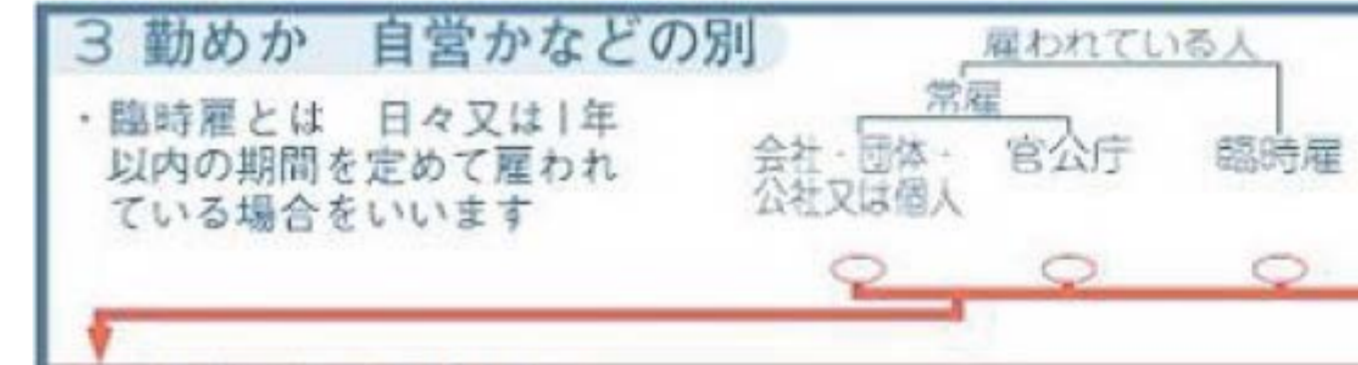 3 勤めか 自営かなどの別
・臨時雇とは 日々又は1年
以内の期間を定めて雇われ
ている場合をいいます
雇われている人
常雇
会社・団体・
公社又は個人
官公庁
臨時雇